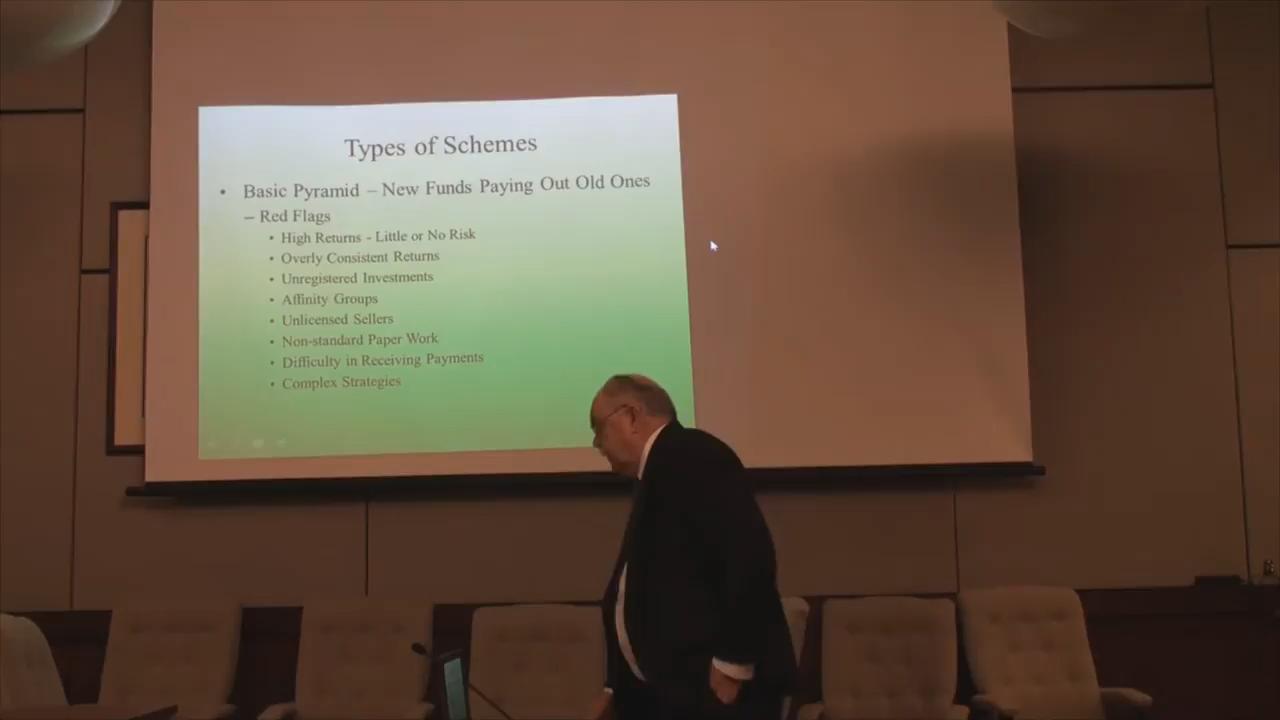 Types of Schemes
• Basic Pyramid – New Funds Paying Out Old Ones
– Red Flags
• High Returns - Little or No Risk
• Overly Consistent Returns
• Unregistered Investments
• Affinity Groups
• Unlicensed Sellers
• Non-standard Paper Work
• Difficulty in Receiving Payments
• Complex Strategies